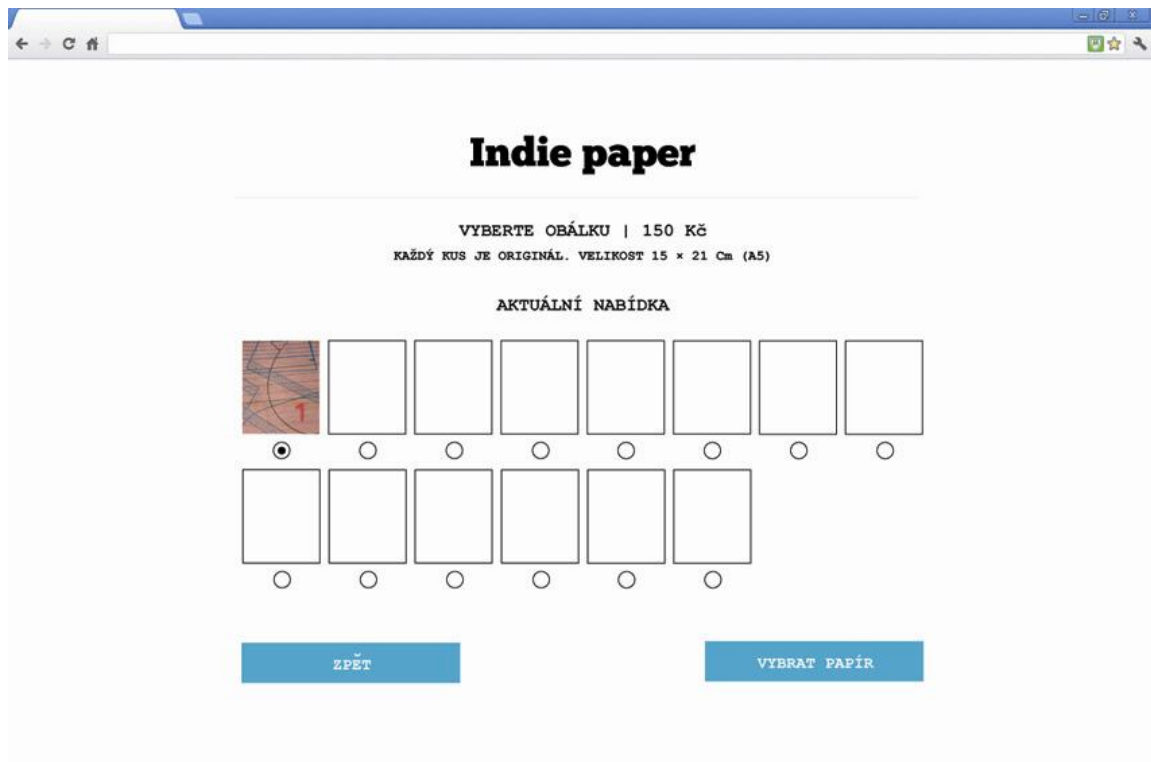 Indie paper
VYBERTE OBÁLKU | 150 Kč
KAŽDÝ KUS JE ORIGINÁL. VELIKOST 15 × 21 Cm (A5)
AKTUÁLNÍ NABÍDKA
1
ZPĚT
VYBRAT PAPÍR